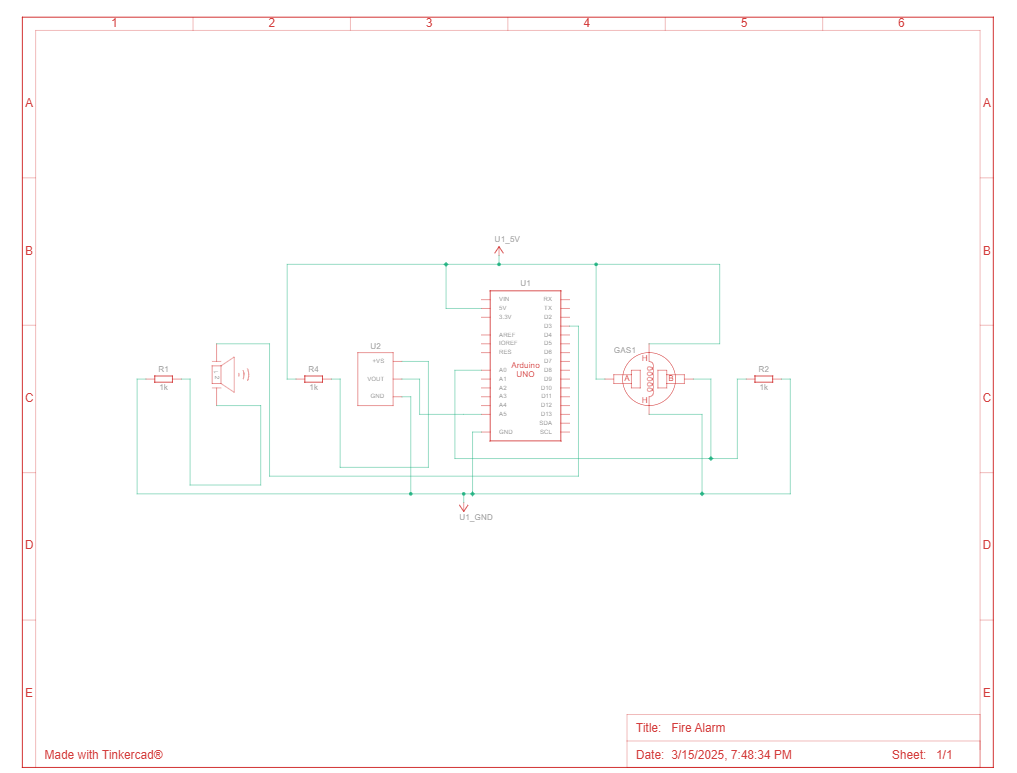 1 2 3 4 5 6
A A
B B
C C
D D
E E
U1_5V
U1
VIN RX
5V TX
3.3V D2
D3
AREF D4
IOREF D5
RES D6
D7
Arduino
UNO
A0 D8
A1 D9
A2 D10
A3 D11
A4 D12
A5 D13
SDA
GND SCL
R1
1k
R4
1k
U2
+VS
VOUT
GND
GAS1
H
A B
H
R2
1k
U1_GND
Title: Fire Alarm
Made with Tinkercad®
Date: 3/15/2025, 7:48:34 PM Sheet: 1/1